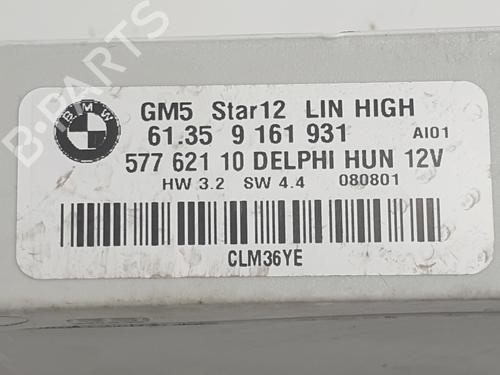 BMW
GM5 Star12 LIN HIGH
61.35 9 161 931 AI01
577 621 10 DELPHI HUN 12V
HW 3.2 SW 4.4 080801
CLM36YE
B-PARTS